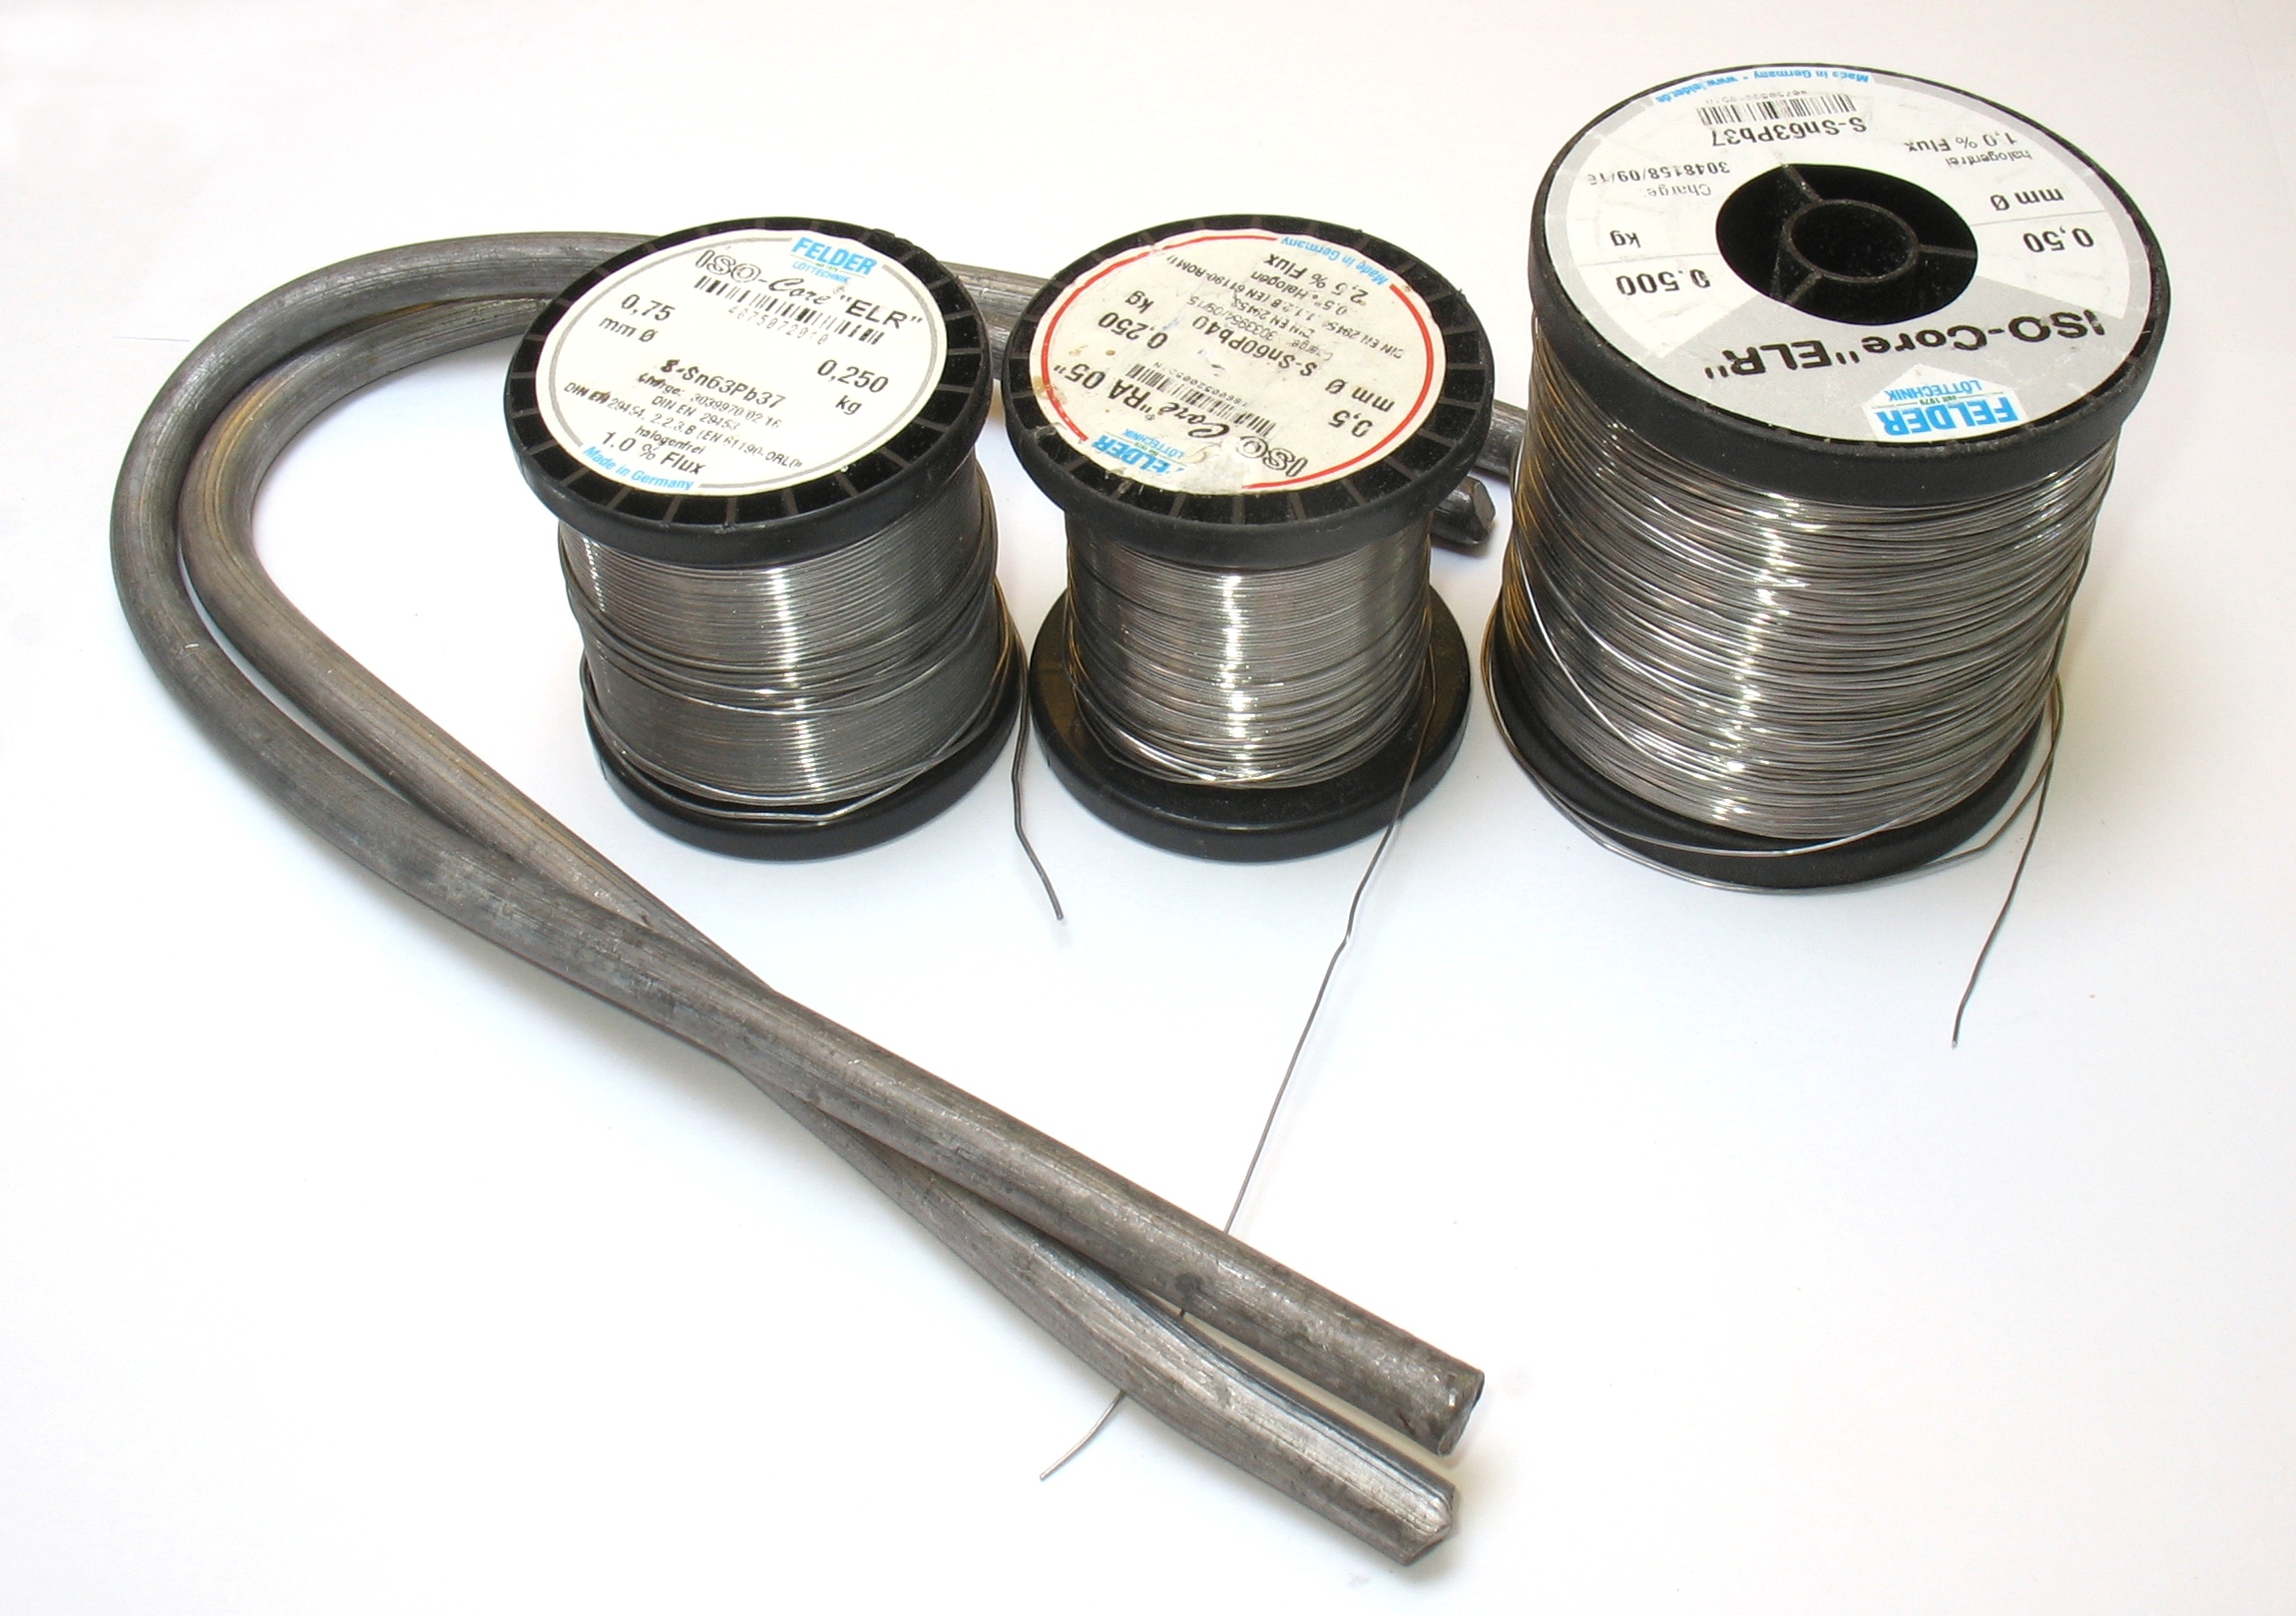 FELDER
LÖTTECHNIK
ISO-Core "ELR"
4675072010
0,75
mm Ø
0,250
kg
S-Sn63Pb37
Charge: 3039970 02 16
DIN EN 29453
DIN EN 29454, 2.2.3.B (EN 61190-ORL0)
halogenfrei
1.0 % Flux
Made in Germany
FELDER
LÖTTECHNIK
ISO-Core "RA 05"
0,5
mm Ø
0,250
kg
S-Sn60Pb40
Charge
DIN EN 29453
DIN EN 29454 .1.1.2.B (EN 61190-ROM1)
0,5 % Halogen
2,5 % Flux
Made in Germany
FELDER
LÖTTECHNIK
ISO-Core "ELR"
0,50
mm Ø
0,500
kg
halogenfrei
1,0 % Flux
Charge:
3048158/09/16
S-Sn63Pb37
Made in Germany - www.felder.de